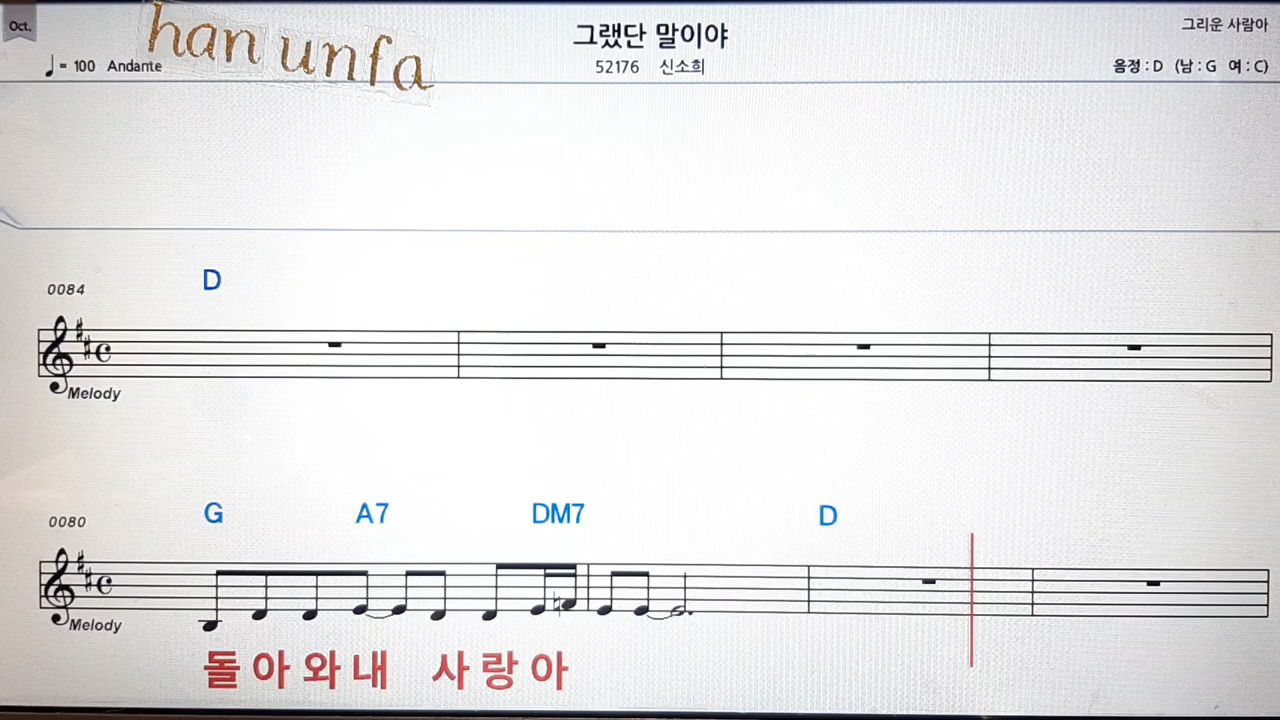 Oct.
han unfa
그랬단 말이야
그리운 사람아
♩= 100 Andante
52176 신소희
음정 : D (남 : G 여 : C)
0084
D
Melody
0080
G A7 DM7 D
Melody
돌아와내 사랑아